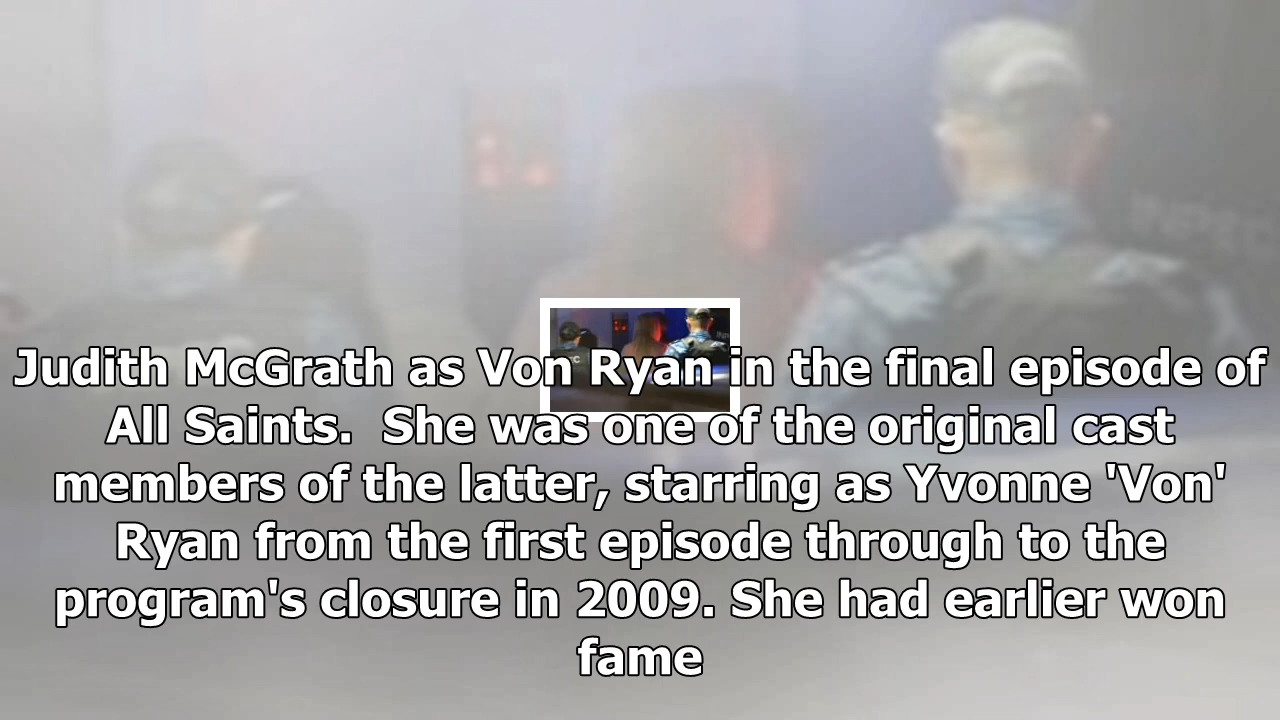 Judith McGrath as Von Ryan in the final episode of
All Saints.  She was one of the original cast
members of the latter, starring as Yvonne 'Von'
Ryan from the first episode through to the
program's closure in 2009. She had earlier won
fame